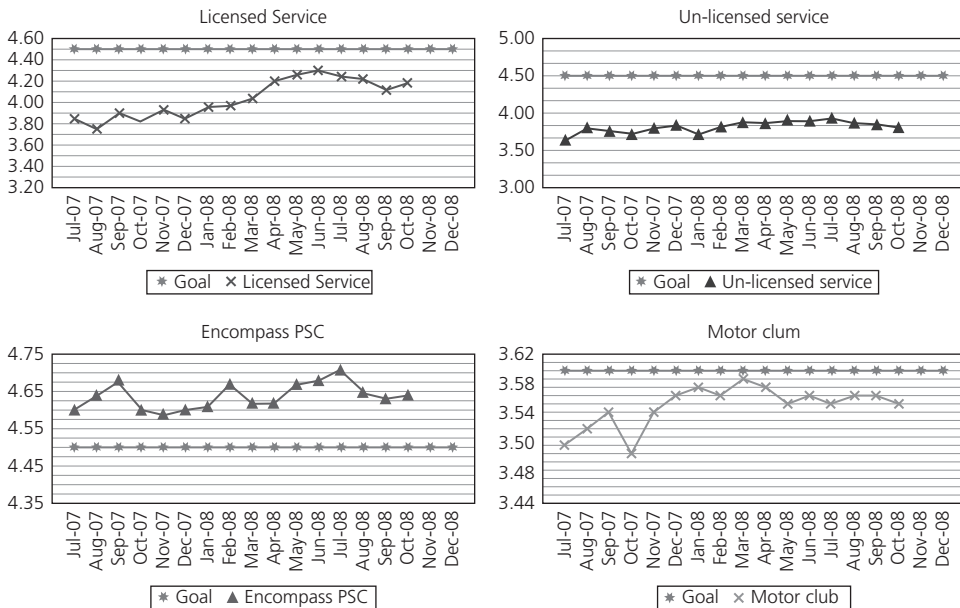 Licensed Service
4.60
4.40
4.20
4.00
3.80
3.60
3.40
3.20
Jul-07
Aug-07
Sep-07
Oct-07
Nov-07
Dec-07
Jan-08
Feb-08
Mar-08
Apr-08
May-08
Jun-08
Jul-08
Aug-08
Sep-08
Oct-08
Nov-08
Dec-08
Goal Licensed Service
Un-licensed service
5.00
4.50
4.00
3.50
3.00
Jul-07
Aug-07
Sep-07
Oct-07
Nov-07
Dec-07
Jan-08
Feb-08
Mar-08
Apr-08
May-08
Jun-08
Jul-08
Aug-08
Sep-08
Oct-08
Nov-08
Dec-08
Goal Un-licensed service
Encompass PSC
4.75
4.65
4.55
4.45
4.35
Jul-07
Aug-07
Sep-07
Oct-07
Nov-07
Dec-07
Jan-08
Feb-08
Mar-08
Apr-08
May-08
Jun-08
Jul-08
Aug-08
Sep-08
Oct-08
Nov-08
Dec-08
Goal Encompass PSC
Motor clum
3.62
3.58
3.54
3.50
3.48
3.44
Jul-07
Aug-07
Sep-07
Oct-07
Nov-07
Dec-07
Jan-08
Feb-08
Mar-08
Apr-08
May-08
Jun-08
Jul-08
Aug-08
Sep-08
Oct-08
Nov-08
Dec-08
Goal Motor club